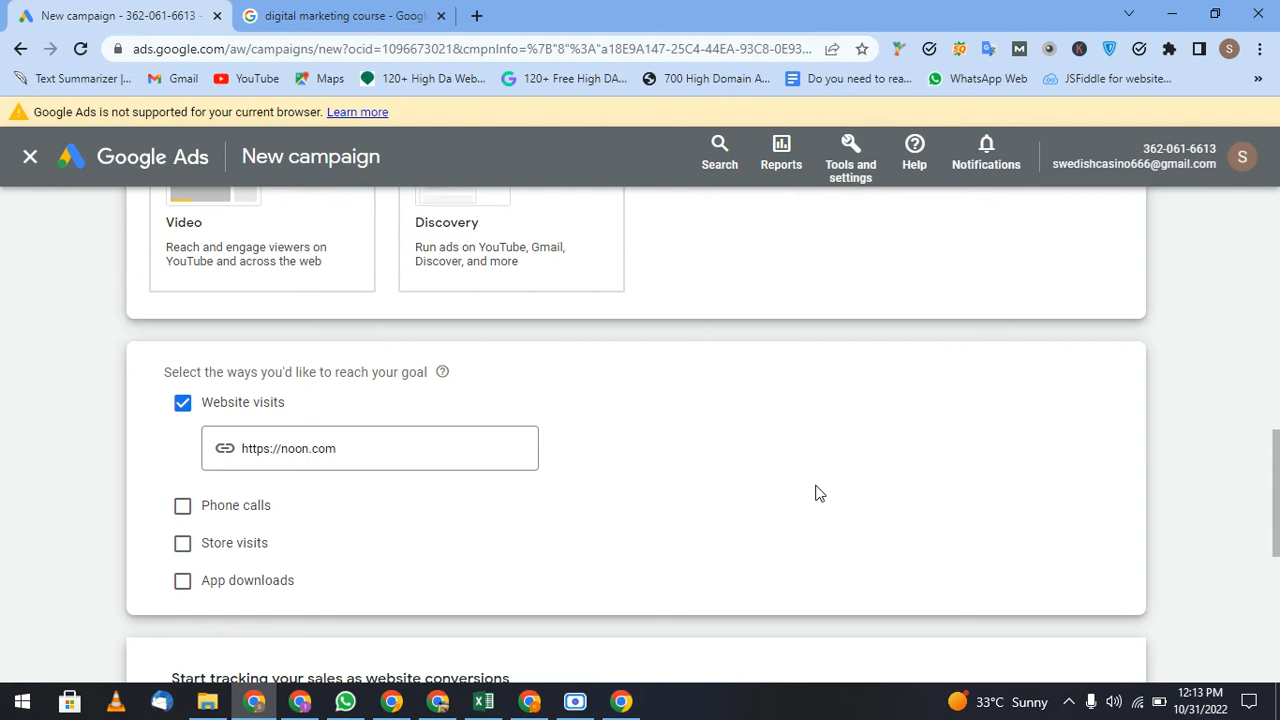 New campaign - 362-061-6613 -
digital marketing course - Goog
ads.google.com/aw/campaigns/new?ocid=1096673021&cmpnInfo=%7B"8"%3A"a18E9A147-25C4-44EA-93C8-0E93...
Text Summarizer |...
Gmail
YouTube
Maps
120+ High Da Web...
120+ Free High DA...
700 High Domain A...
Do you need to rea...
WhatsApp Web
JSFiddle for website...
Google Ads is not supported for your current browser. Learn more
Google Ads
New campaign
Search
Reports
Tools and
settings
Help
Notifications
362-061-6613
swedishcasino666@gmail.com
S
Video
Reach and engage viewers on
YouTube and across the web
Discovery
Run ads on YouTube, Gmail,
Discover, and more
Select the ways you'd like to reach your goal
Website visits
https://noon.com
Phone calls
Store visits
App downloads
Start tracking your sales as website conversions
33°C Sunny
12:13 PM
10/31/2022